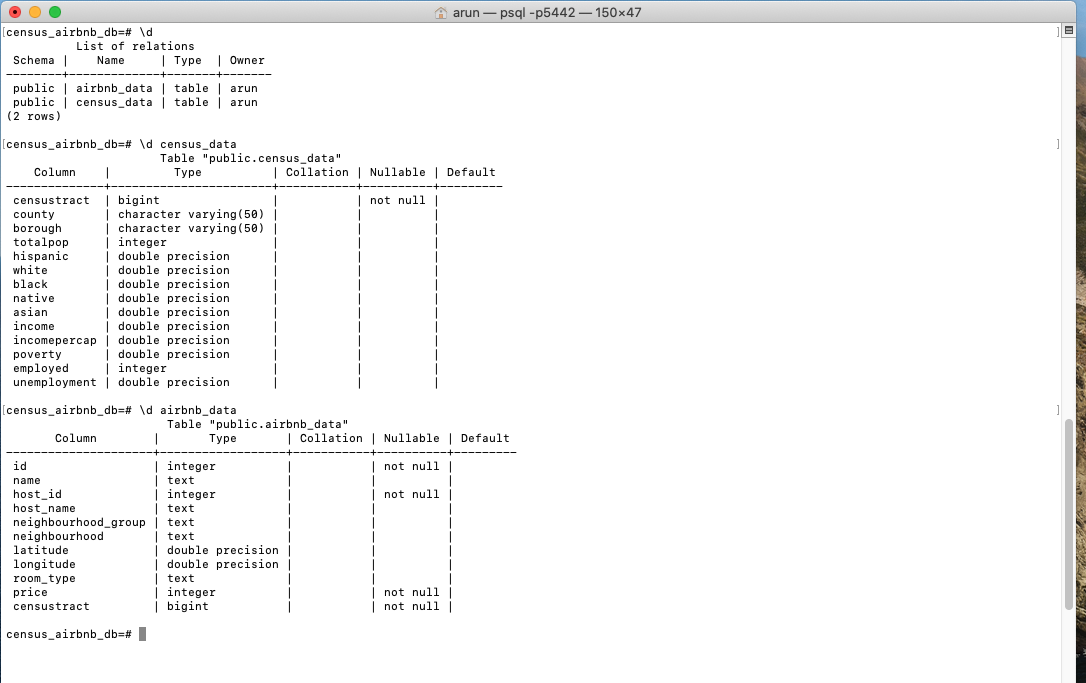 arun — psql -p5442 — 150×47
[census_airbnb_db=# \d ]
          List of relations
 Schema |    Name     | Type  | Owner
--------+-------------+-------+-------
 public | airbnb_data | table | arun
 public | census_data | table | arun
(2 rows)
[census_airbnb_db=# \d census_data ]
                      Table "public.census_data"
    Column    |         Type          | Collation | Nullable | Default
--------------+-----------------------+-----------+----------+---------
 censustract  | bigint                |           | not null |
 county       | character varying(50) |           |          |
 borough      | character varying(50) |           |          |
 totalpop     | integer               |           |          |
 hispanic     | double precision      |           |          |
 white        | double precision      |           |          |
 black        | double precision      |           |          |
 native       | double precision      |           |          |
 asian        | double precision      |           |          |
 income       | double precision      |           |          |
 incomepercap | double precision      |           |          |
 poverty      | double precision      |           |          |
 employed     | integer               |           |          |
 unemployment | double precision      |           |          |
[census_airbnb_db=# \d airbnb_data ]
                       Table "public.airbnb_data"
       Column        |       Type       | Collation | Nullable | Default
---------------------+------------------+-----------+----------+---------
 id                  | integer          |           | not null |
 name                | text             |           |          |
 host_id             | integer          |           | not null |
 host_name           | text             |           |          |
 neighbourhood_group | text             |           |          |
 neighbourhood       | text             |           |          |
 latitude            | double precision |           |          |
 longitude           | double precision |           |          |
 room_type           | text             |           |          |
 price               | integer          |           | not null |
 censustract         | bigint           |           | not null |
census_airbnb_db=#